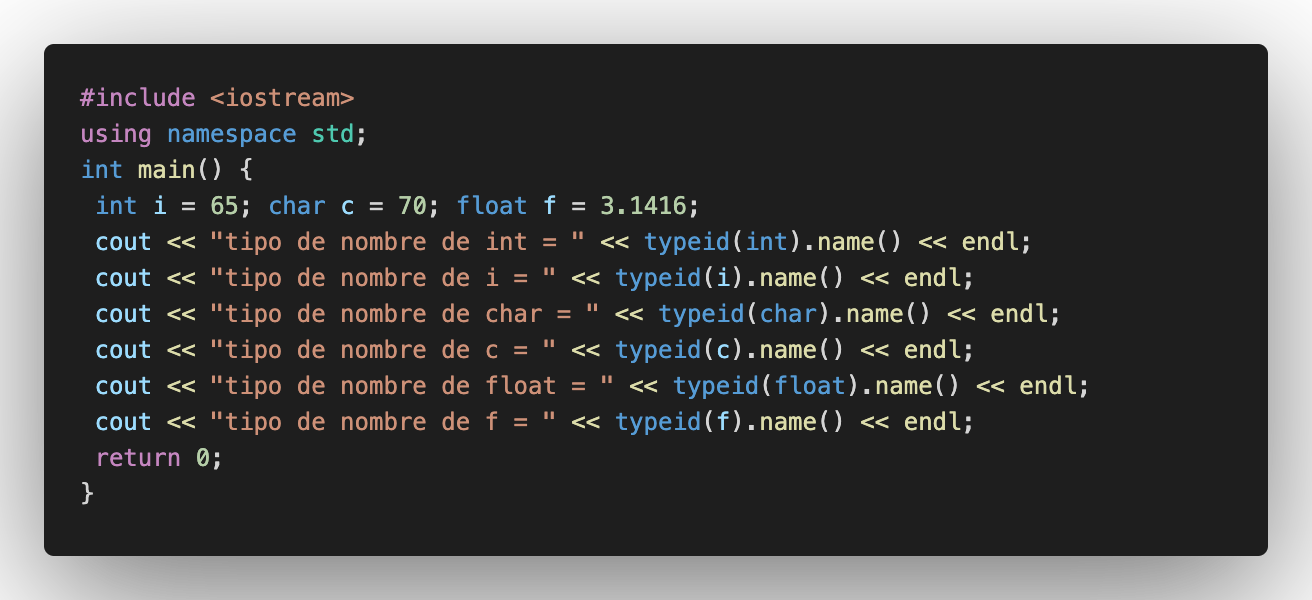 #include <iostream>
using namespace std;
int main() {
 int i = 65; char c = 70; float f = 3.1416;
 cout << "tipo de nombre de int = " << typeid(int).name() << endl;
 cout << "tipo de nombre de i = " << typeid(i).name() << endl;
 cout << "tipo de nombre de char = " << typeid(char).name() << endl;
 cout << "tipo de nombre de c = " << typeid(c).name() << endl;
 cout << "tipo de nombre de float = " << typeid(float).name() << endl;
 cout << "tipo de nombre de f = " << typeid(f).name() << endl;
 return 0;
}